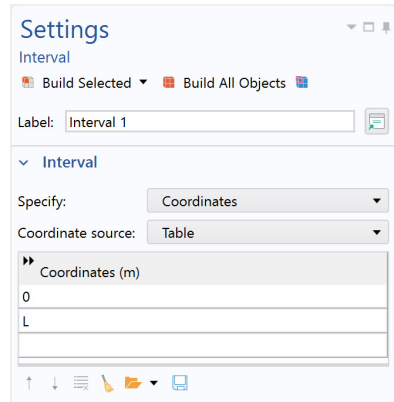 Settings
Interval
Build Selected Build All Objects
Label: Interval 1
Interval
Specify: Coordinates
Coordinate source: Table
Coordinates (m)
0
L